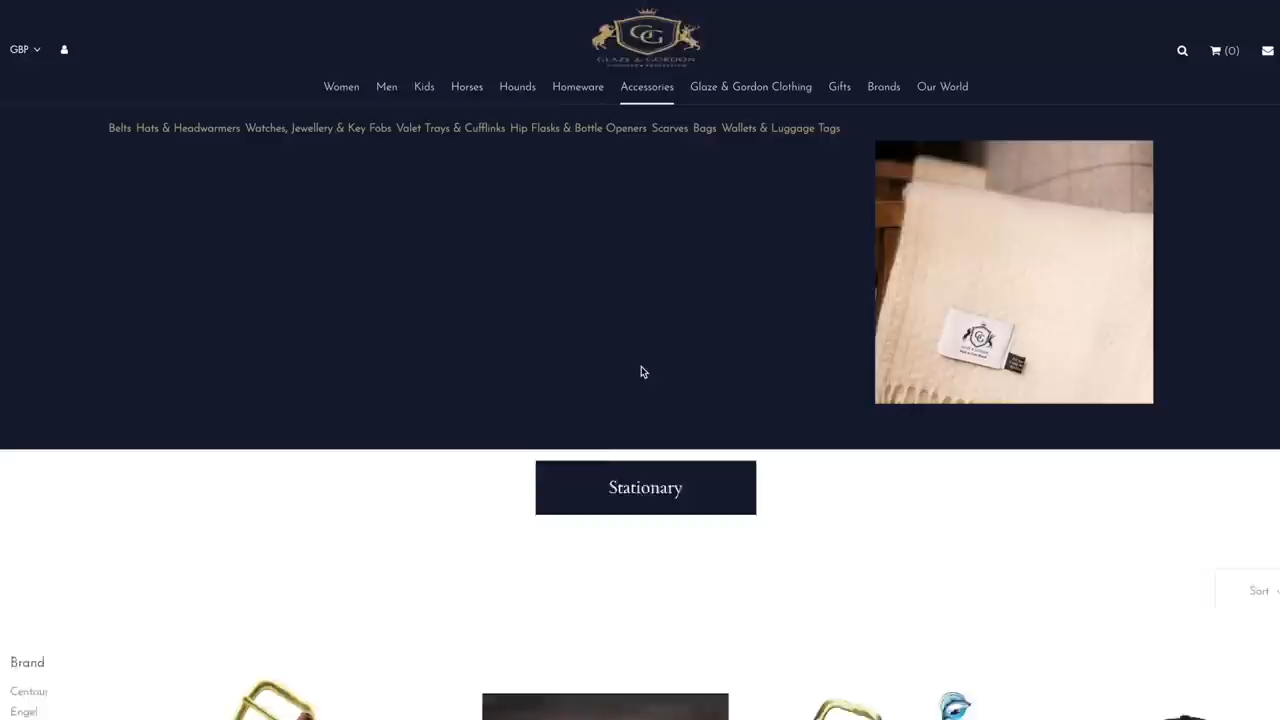 GBP
GG
GLAZE & GORDON
(0)
Women Men Kids Horses Hounds Homeware Accessories Glaze & Gordon Clothing Gifts Brands Our World
Belts Hats & Headwarmers Watches, Jewellery & Key Fobs Valet Trays & Cufflinks Hip Flasks & Bottle Openers Scarves Bags Wallets & Luggage Tags
Stationary
Sort
Brand
Centaur
Engel